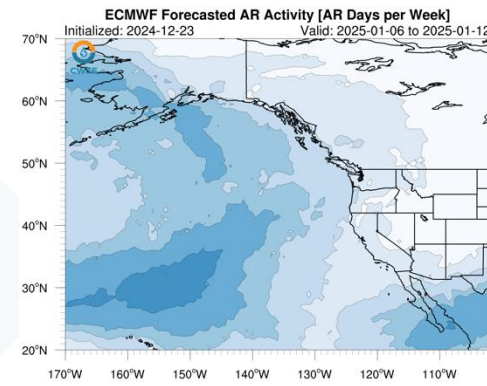 ECMWF Forecasted AR Activity [AR Days per Week]
Initialized: 2024-12-23
Valid: 2025-01-06 to 2025-01-12
70°N
60°N
50°N
40°N
30°N
20°N
170°W 160°W 150°W 140°W 130°W 120°W 110°W